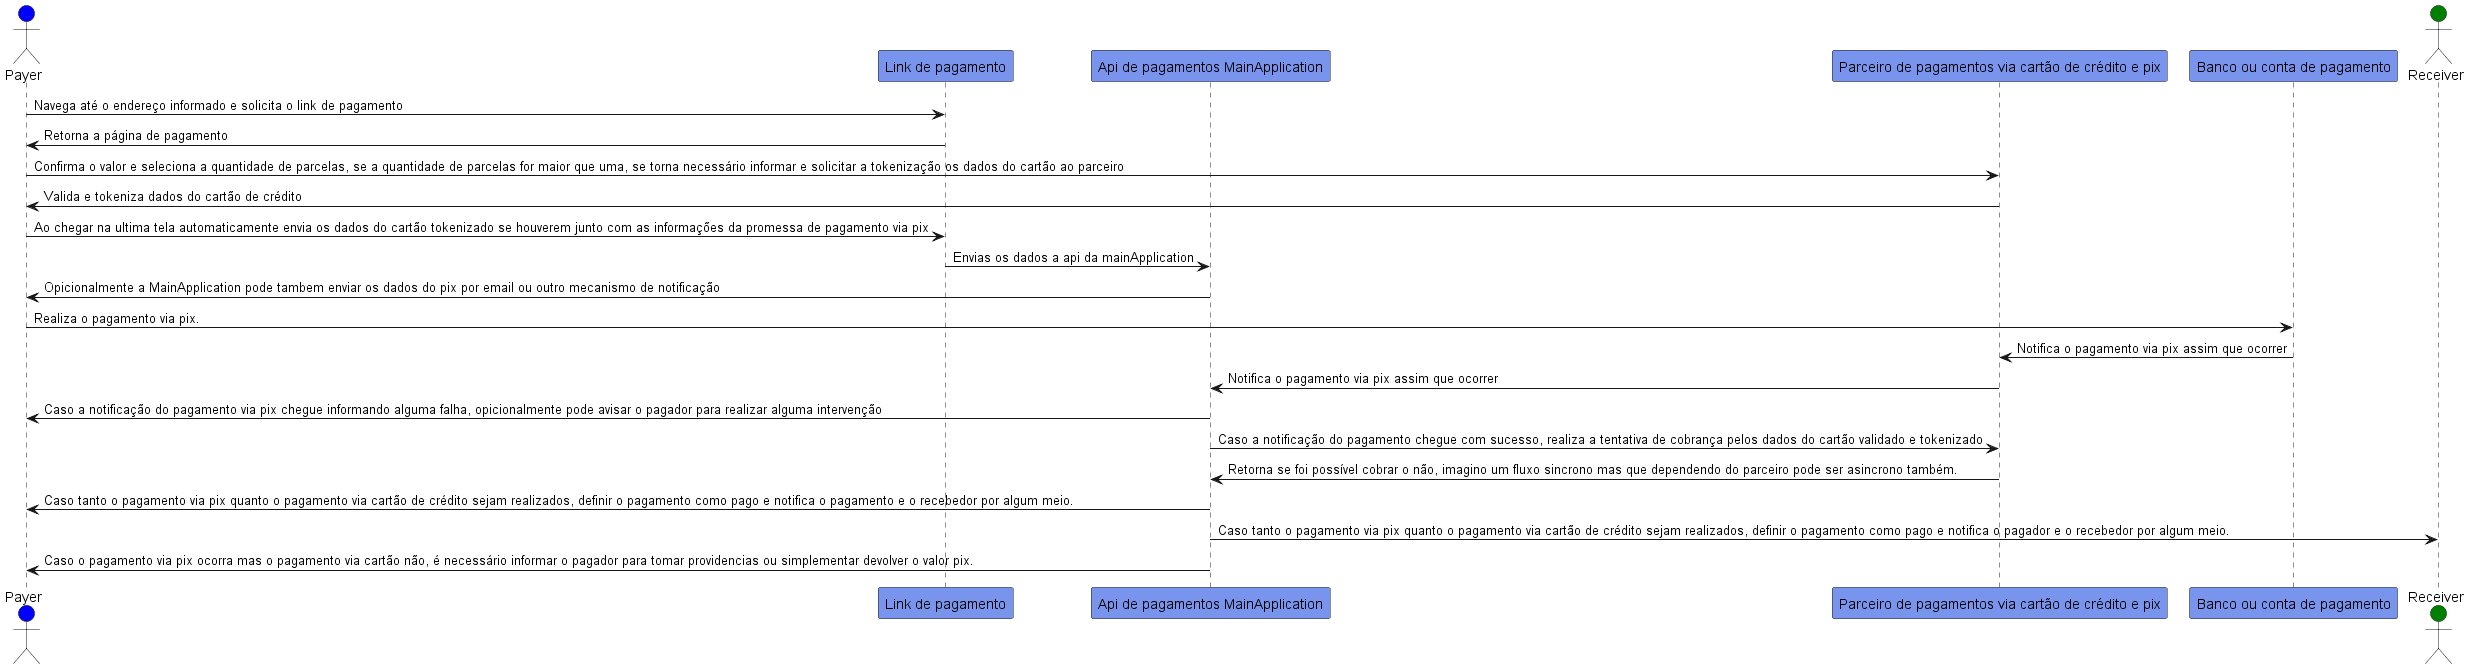 Payer
Link de pagamento
Api de pagamentos MainApplication
Parceiro de pagamentos via cartão de crédito e pix
Banco ou conta de pagamento
Receiver
Navega até o endereço informado e solicita o link de pagamento
Retorna a página de pagamento
Confirma o valor e seleciona a quantidade de parcelas, se a quantidade de parcelas for maior que uma, se torna necessário informar e solicitar a tokenização os dados do cartão ao parceiro
Valida e tokeniza dados do cartão de crédito
Ao chegar na ultima tela automaticamente envia os dados do cartão tokenizado se houverem junto com as informações da promessa de pagamento via pix
Envias os dados a api da mainApplication
Opicionalmente a MainApplication pode tambem enviar os dados do pix por email ou outro mecanismo de notificação
Realiza o pagamento via pix.
Notifica o pagamento via pix assim que ocorrer
Notifica o pagamento via pix assim que ocorrer
Caso a notificação do pagamento via pix chegue informando alguma falha, opicionalmente pode avisar o pagador para realizar alguma intervenção
Caso a notificação do pagamento chegue com sucesso, realiza a tentativa de cobrança pelos dados do cartão validado e tokenizado
Retorna se foi possível cobrar o não, imagino um fluxo sincrono mas que dependendo do parceiro pode ser asincrono também.
Caso tanto o pagamento via pix quanto o pagamento via cartão de crédito sejam realizados, definir o pagamento como pago e notifica o pagamento e o recebedor por algum meio.
Caso tanto o pagamento via pix quanto o pagamento via cartão de crédito sejam realizados, definir o pagamento como pago e notifica o pagador e o recebedor por algum meio.
Caso o pagamento via pix ocorra mas o pagamento via cartão não, é necessário informar o pagador para tomar providencias ou simplementar devolver o valor pix.
Payer
Link de pagamento
Api de pagamentos MainApplication
Parceiro de pagamentos via cartão de crédito e pix
Banco ou conta de pagamento
Receiver